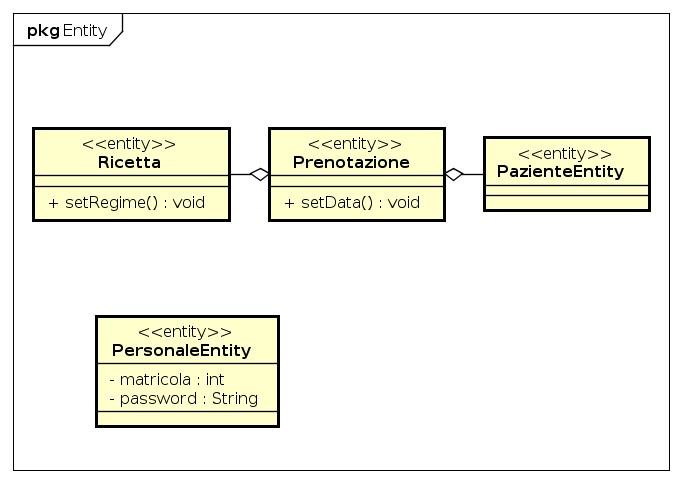 pkg Entity
<<entity>>
Ricetta
+ setRegime() : void
<<entity>>
Prenotazione
+ setData() : void
<<entity>>
PazienteEntity
<<entity>>
PersonaleEntity
- matricola : int
- password : String